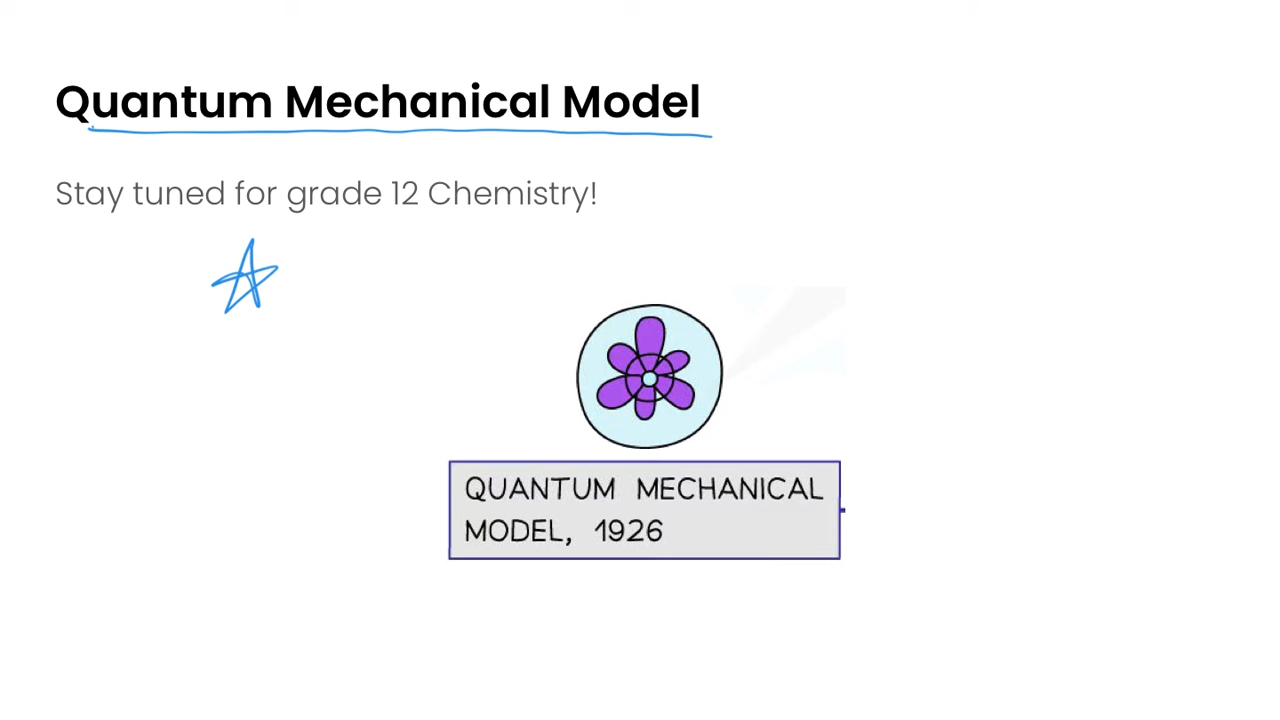 Quantum Mechanical Model
Stay tuned for grade 12 Chemistry!
QUANTUM MECHANICAL
MODEL, 1926